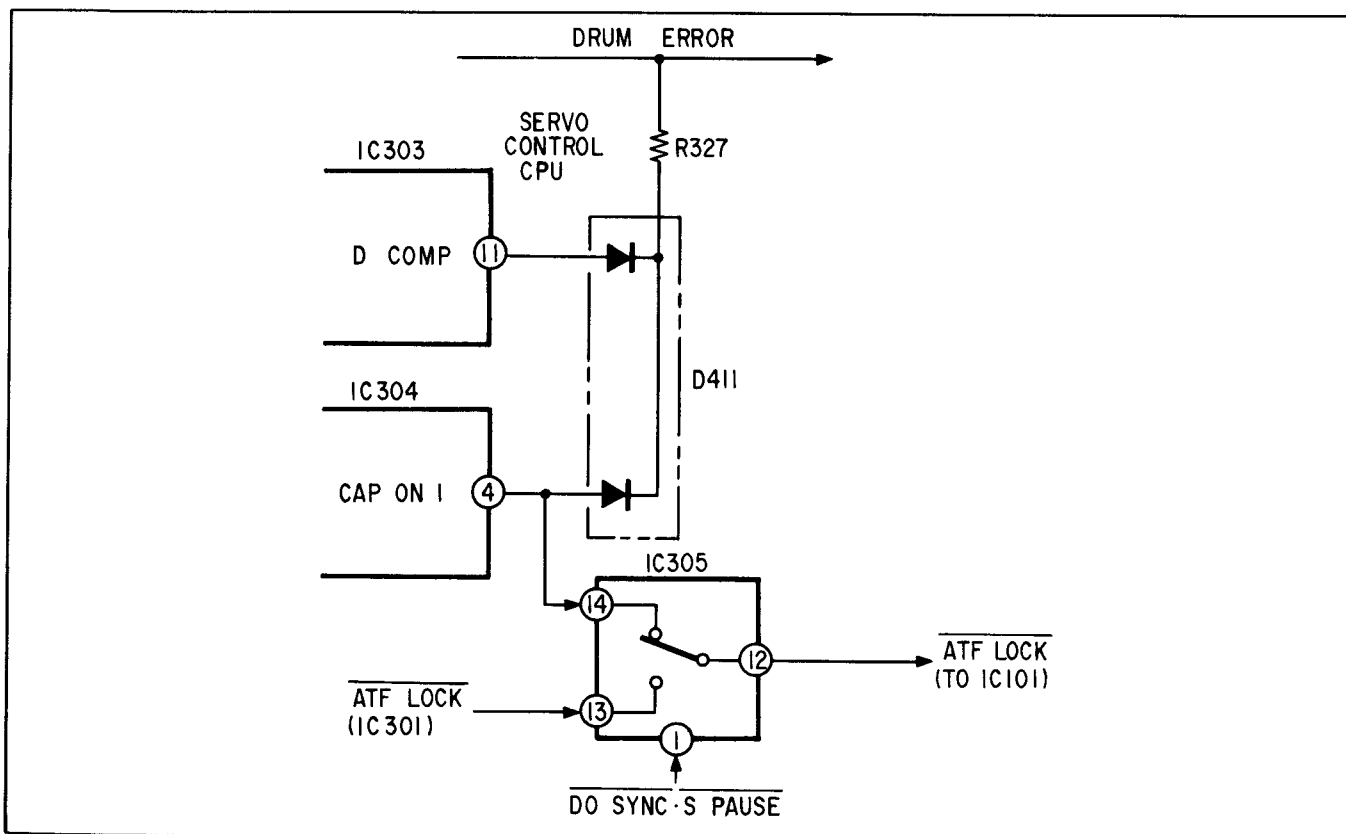 DRUM ERROR
SERVO
CONTROL
CPU
R327
IC303
D COMP
11
D411
IC304
CAP ON 1
4
IC305
14
12
ATF LOCK
(TO IC101)
ATF LOCK
(IC301)
13
1
DO SYNC·S PAUSE